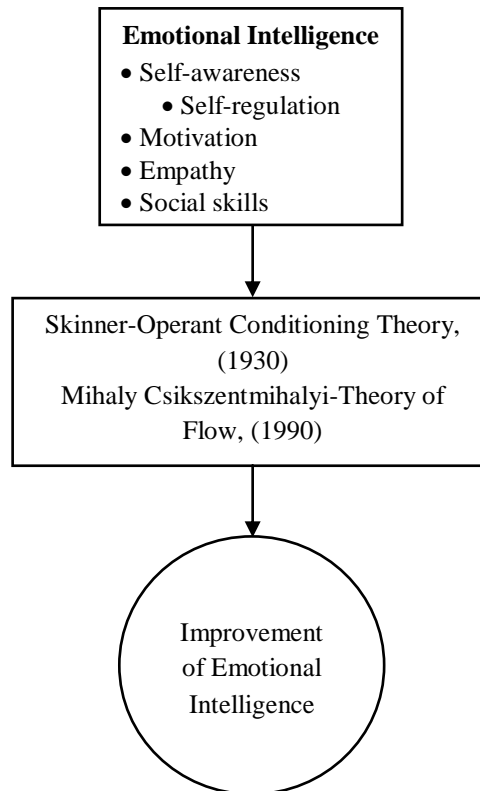 Emotional Intelligence
• Self-awareness
• Self-regulation
• Motivation
• Empathy
• Social skills
Skinner-Operant Conditioning Theory,
(1930)
Mihaly Csikszentmihalyi-Theory of
Flow, (1990)
Improvement
of Emotional
Intelligence